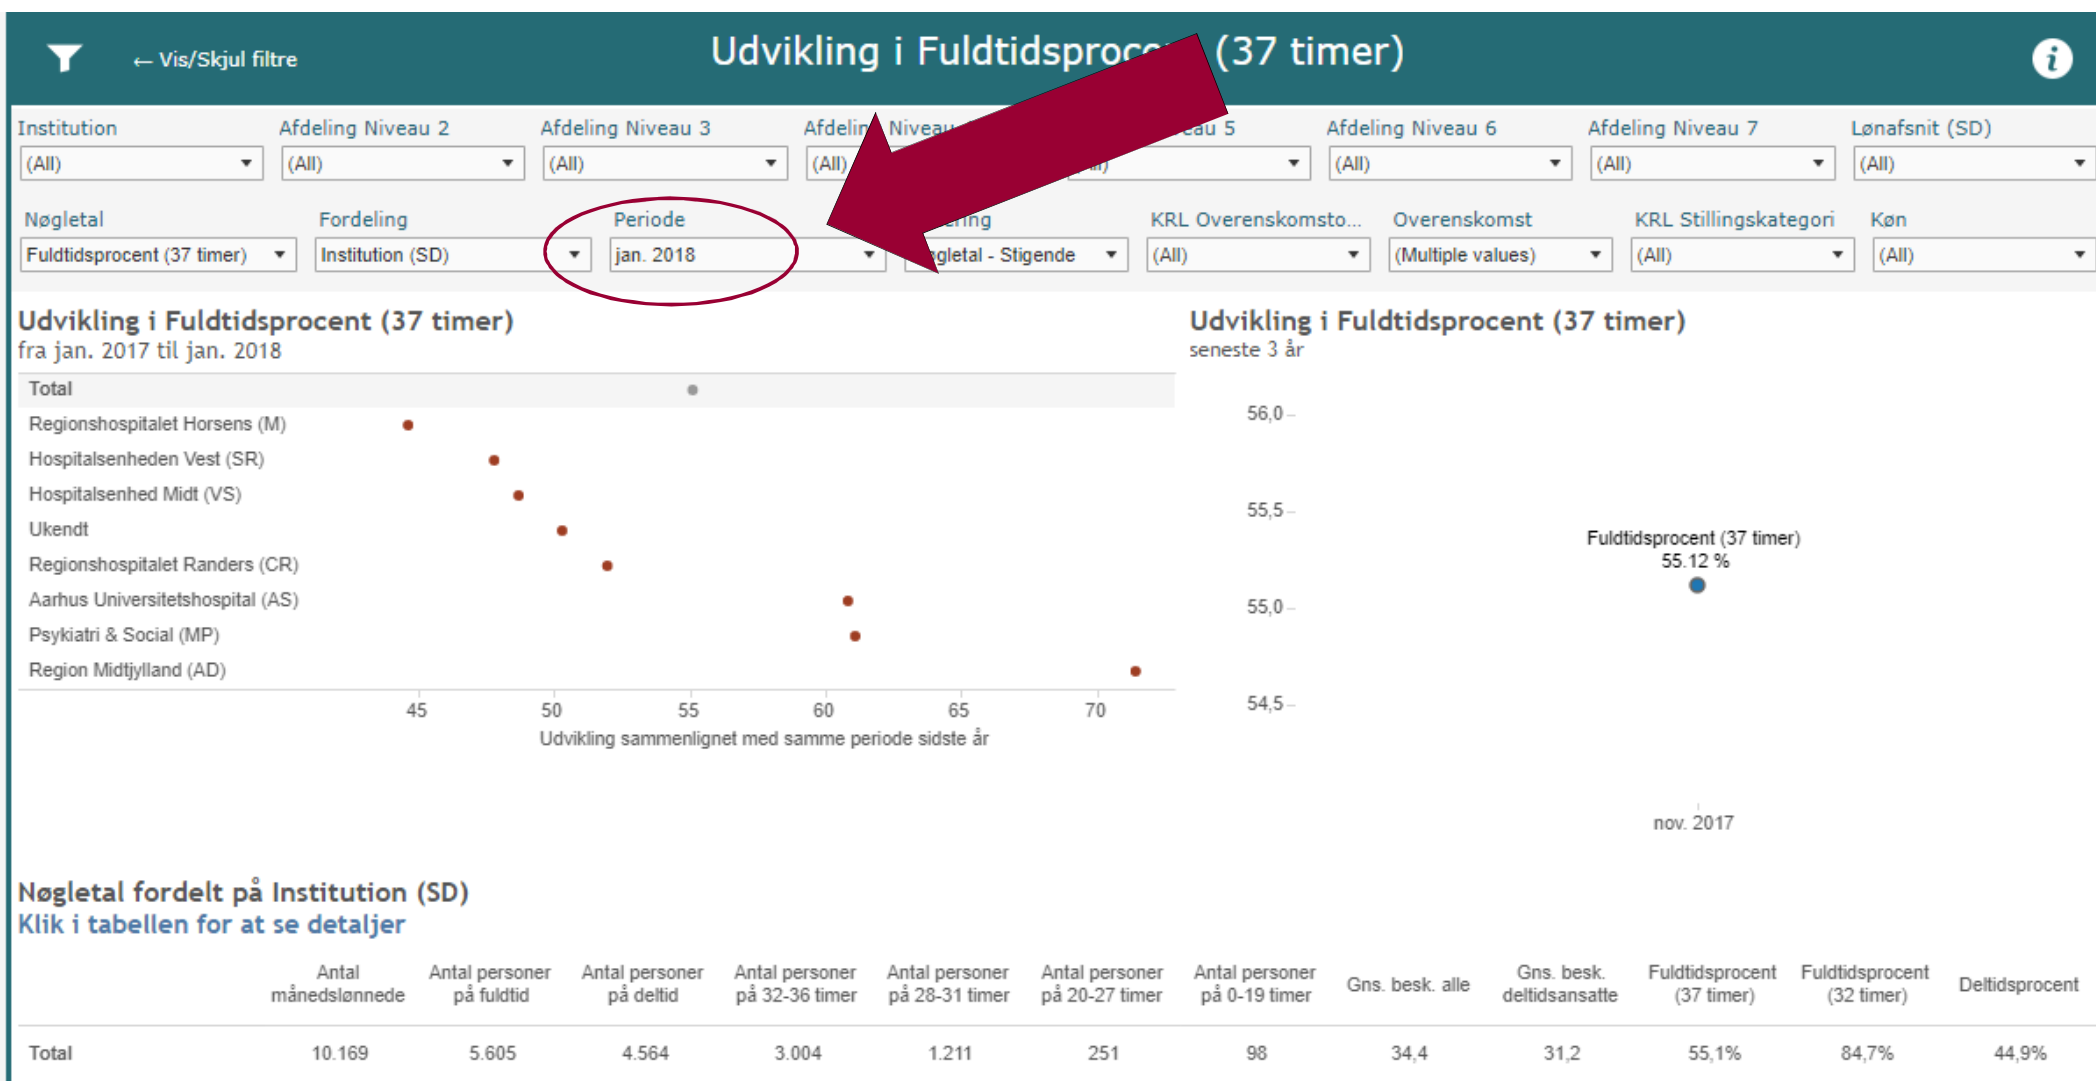 ← Vis/Skjul filtre
Udvikling i Fuldtidsprocent (37 timer)
Institution Afdeling Niveau 2 Afdeling Niveau 3 Afdeling Niveau 5 Afdeling Niveau 6 Afdeling Niveau 7 Lønafsnit (SD)
(All) (All) (All) (All) (All) (All) (All) (All)
Nøgletal Fordeling Periode KRL Overenskomsto... Overenskomst KRL Stillingskategori Køn
Fuldtidsprocent (37 timer) Institution (SD) jan. 2018 Nøgletal - Stigende (All) (Multiple values) (All) (All)
Udvikling i Fuldtidsprocent (37 timer)
fra jan. 2017 til jan. 2018
Total
Regionshospitalet Horsens (M)
Hospitalsenheden Vest (SR)
Hospitalsenhed Midt (VS)
Ukendt
Regionshospitalet Randers (CR)
Aarhus Universitetshospital (AS)
Psykiatri & Social (MP)
Region Midtjylland (AD)
45 50 55 60 65 70
Udvikling sammenlignet med samme periode sidste år
Udvikling i Fuldtidsprocent (37 timer)
seneste 3 år
56,0
55,5
Fuldtidsprocent (37 timer)
55.12 %
55,0
54,5
nov. 2017
Nøgletal fordelt på Institution (SD)
Klik i tabellen for at se detaljer
Antal månedslønnede Antal personer på fuldtid Antal personer på deltid Antal personer på 32-36 timer Antal personer på 28-31 timer Antal personer på 20-27 timer Antal personer på 0-19 timer Gns. besk. alle Gns. besk. deltidsansatte Fuldtidsprocent (37 timer) Fuldtidsprocent (32 timer) Deltidsprocent
Total 10.169 5.605 4.564 3.004 1.211 251 98 34,4 31,2 55,1% 84,7% 44,9%